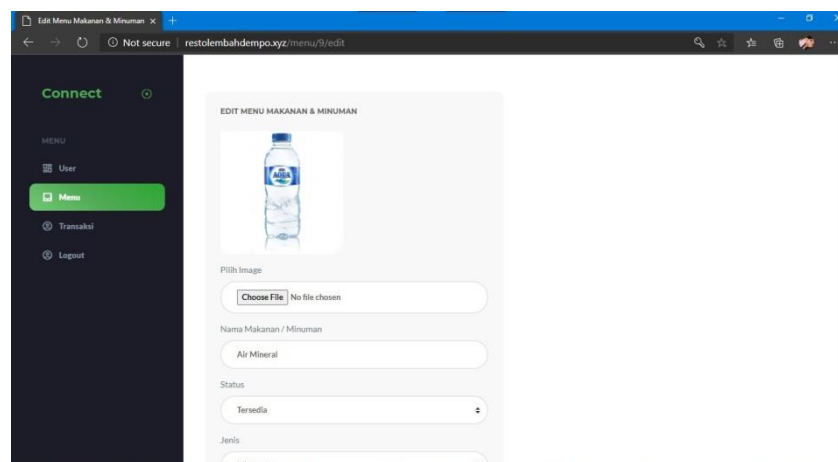 Edit Menu Makanan & Minuman
Not secure | restolembahdempo.xyz/menu/9/edit
Connect
MENU
User
Menu
Transaksi
Logout
EDIT MENU MAKANAN & MINUMAN
AQUA
Pilih Image
Choose File No file chosen
Nama Makanan / Minuman
Air Mineral
Status
Tersedia
Jenis